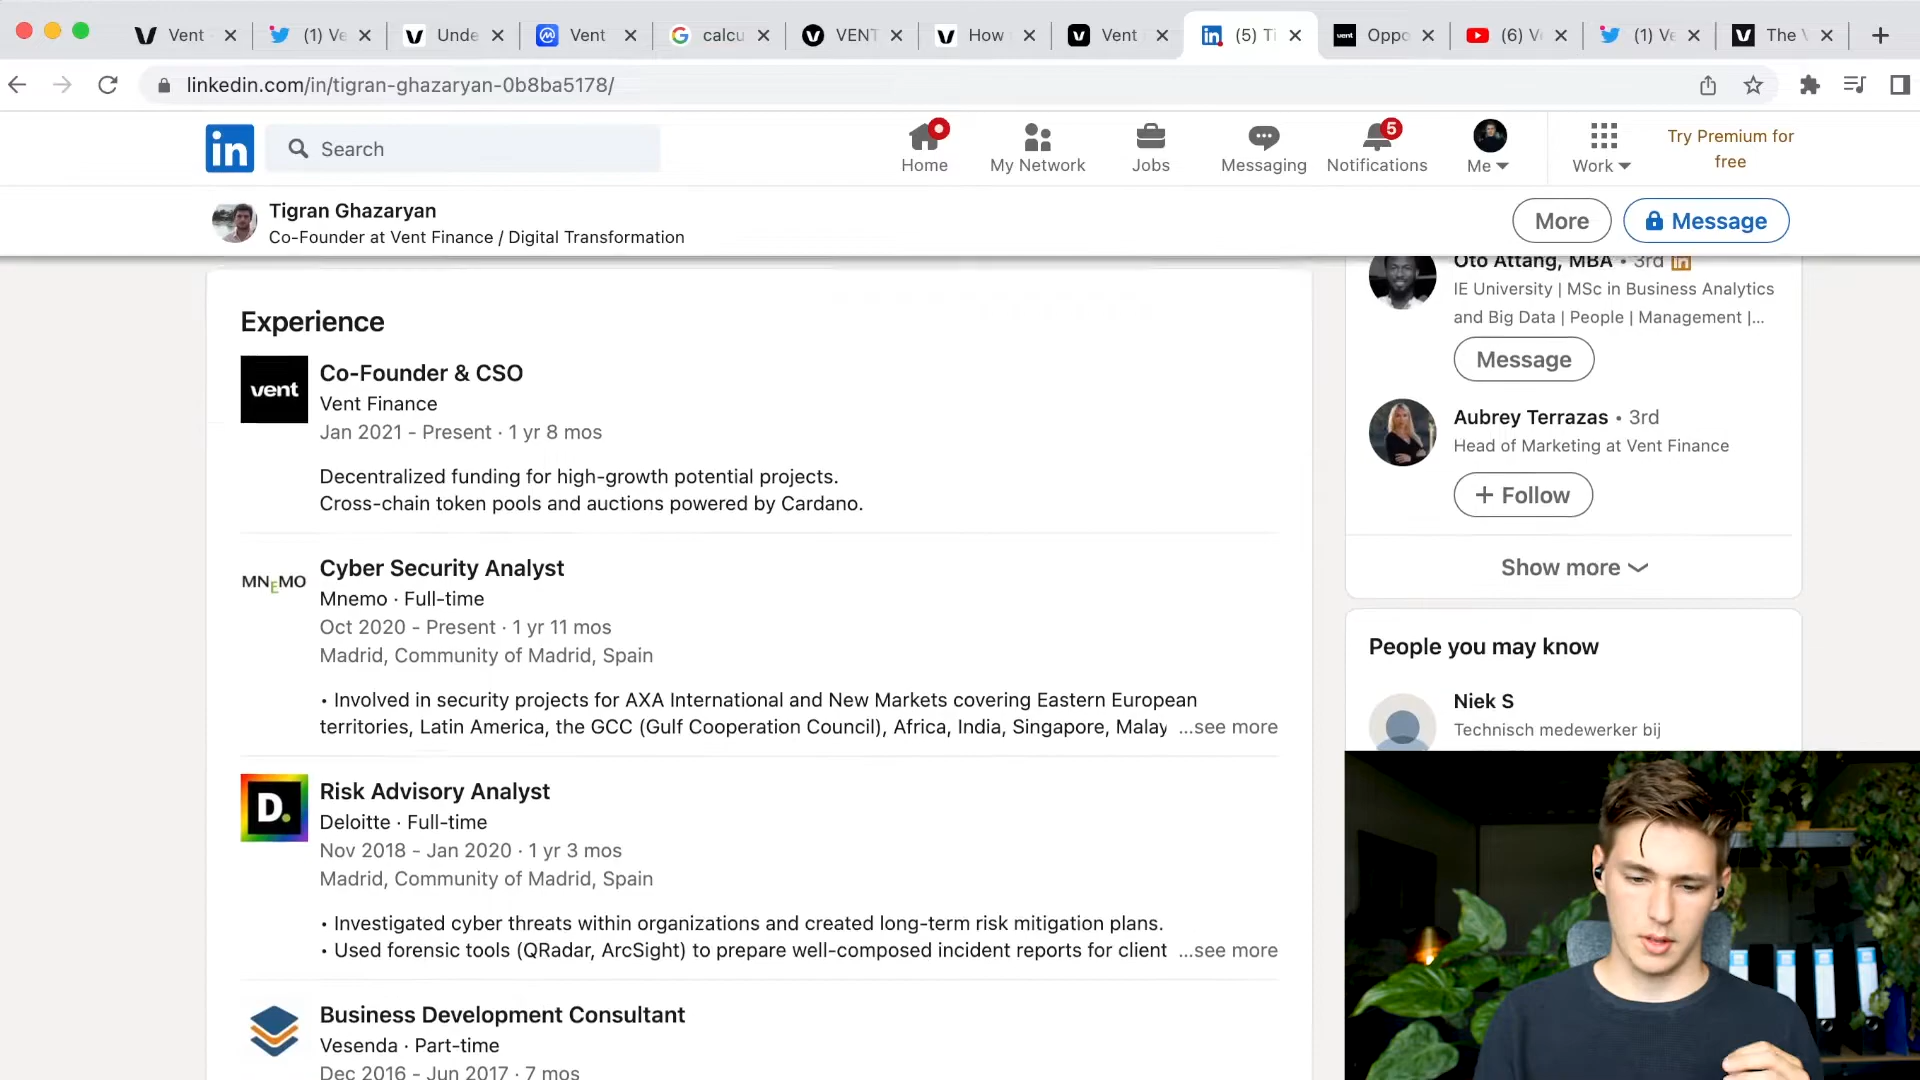 Vent
(1) Ve
Unde
Vent
calcu
VENT
How
Vent
(5) Ti
vent
Oppo
(6) V
(1) Ve
The V
linkedin.com/in/tigran-ghazaryan-0b8ba5178/
in
Search
Home
My Network
Jobs
Messaging
5
Notifications
Me
Work
Try Premium for
free
Tigran Ghazaryan
Co-Founder at Vent Finance / Digital Transformation
More
Message
Experience
vent
Co-Founder & CSO
Vent Finance
Jan 2021 - Present · 1 yr 8 mos
Decentralized funding for high-growth potential projects.
Cross-chain token pools and auctions powered by Cardano.
MNEMO
Cyber Security Analyst
Mnemo · Full-time
Oct 2020 - Present · 1 yr 11 mos
Madrid, Community of Madrid, Spain
• Involved in security projects for AXA International and New Markets covering Eastern European
territories, Latin America, the GCC (Gulf Cooperation Council), Africa, India, Singapore, Malay ...see more
D.
Risk Advisory Analyst
Deloitte · Full-time
Nov 2018 - Jan 2020 · 1 yr 3 mos
Madrid, Community of Madrid, Spain
• Investigated cyber threats within organizations and created long-term risk mitigation plans.
• Used forensic tools (QRadar, ArcSight) to prepare well-composed incident reports for client ...see more
Business Development Consultant
Vesenda · Part-time
Dec 2016 - Jun 2017 · 7 mos
Oto Attang, MBA • 3rd in
IE University | MSc in Business Analytics
and Big Data | People | Management |...
Message
Aubrey Terrazas • 3rd
Head of Marketing at Vent Finance
+ Follow
Show more
People you may know
Niek S
Technisch medewerker bij